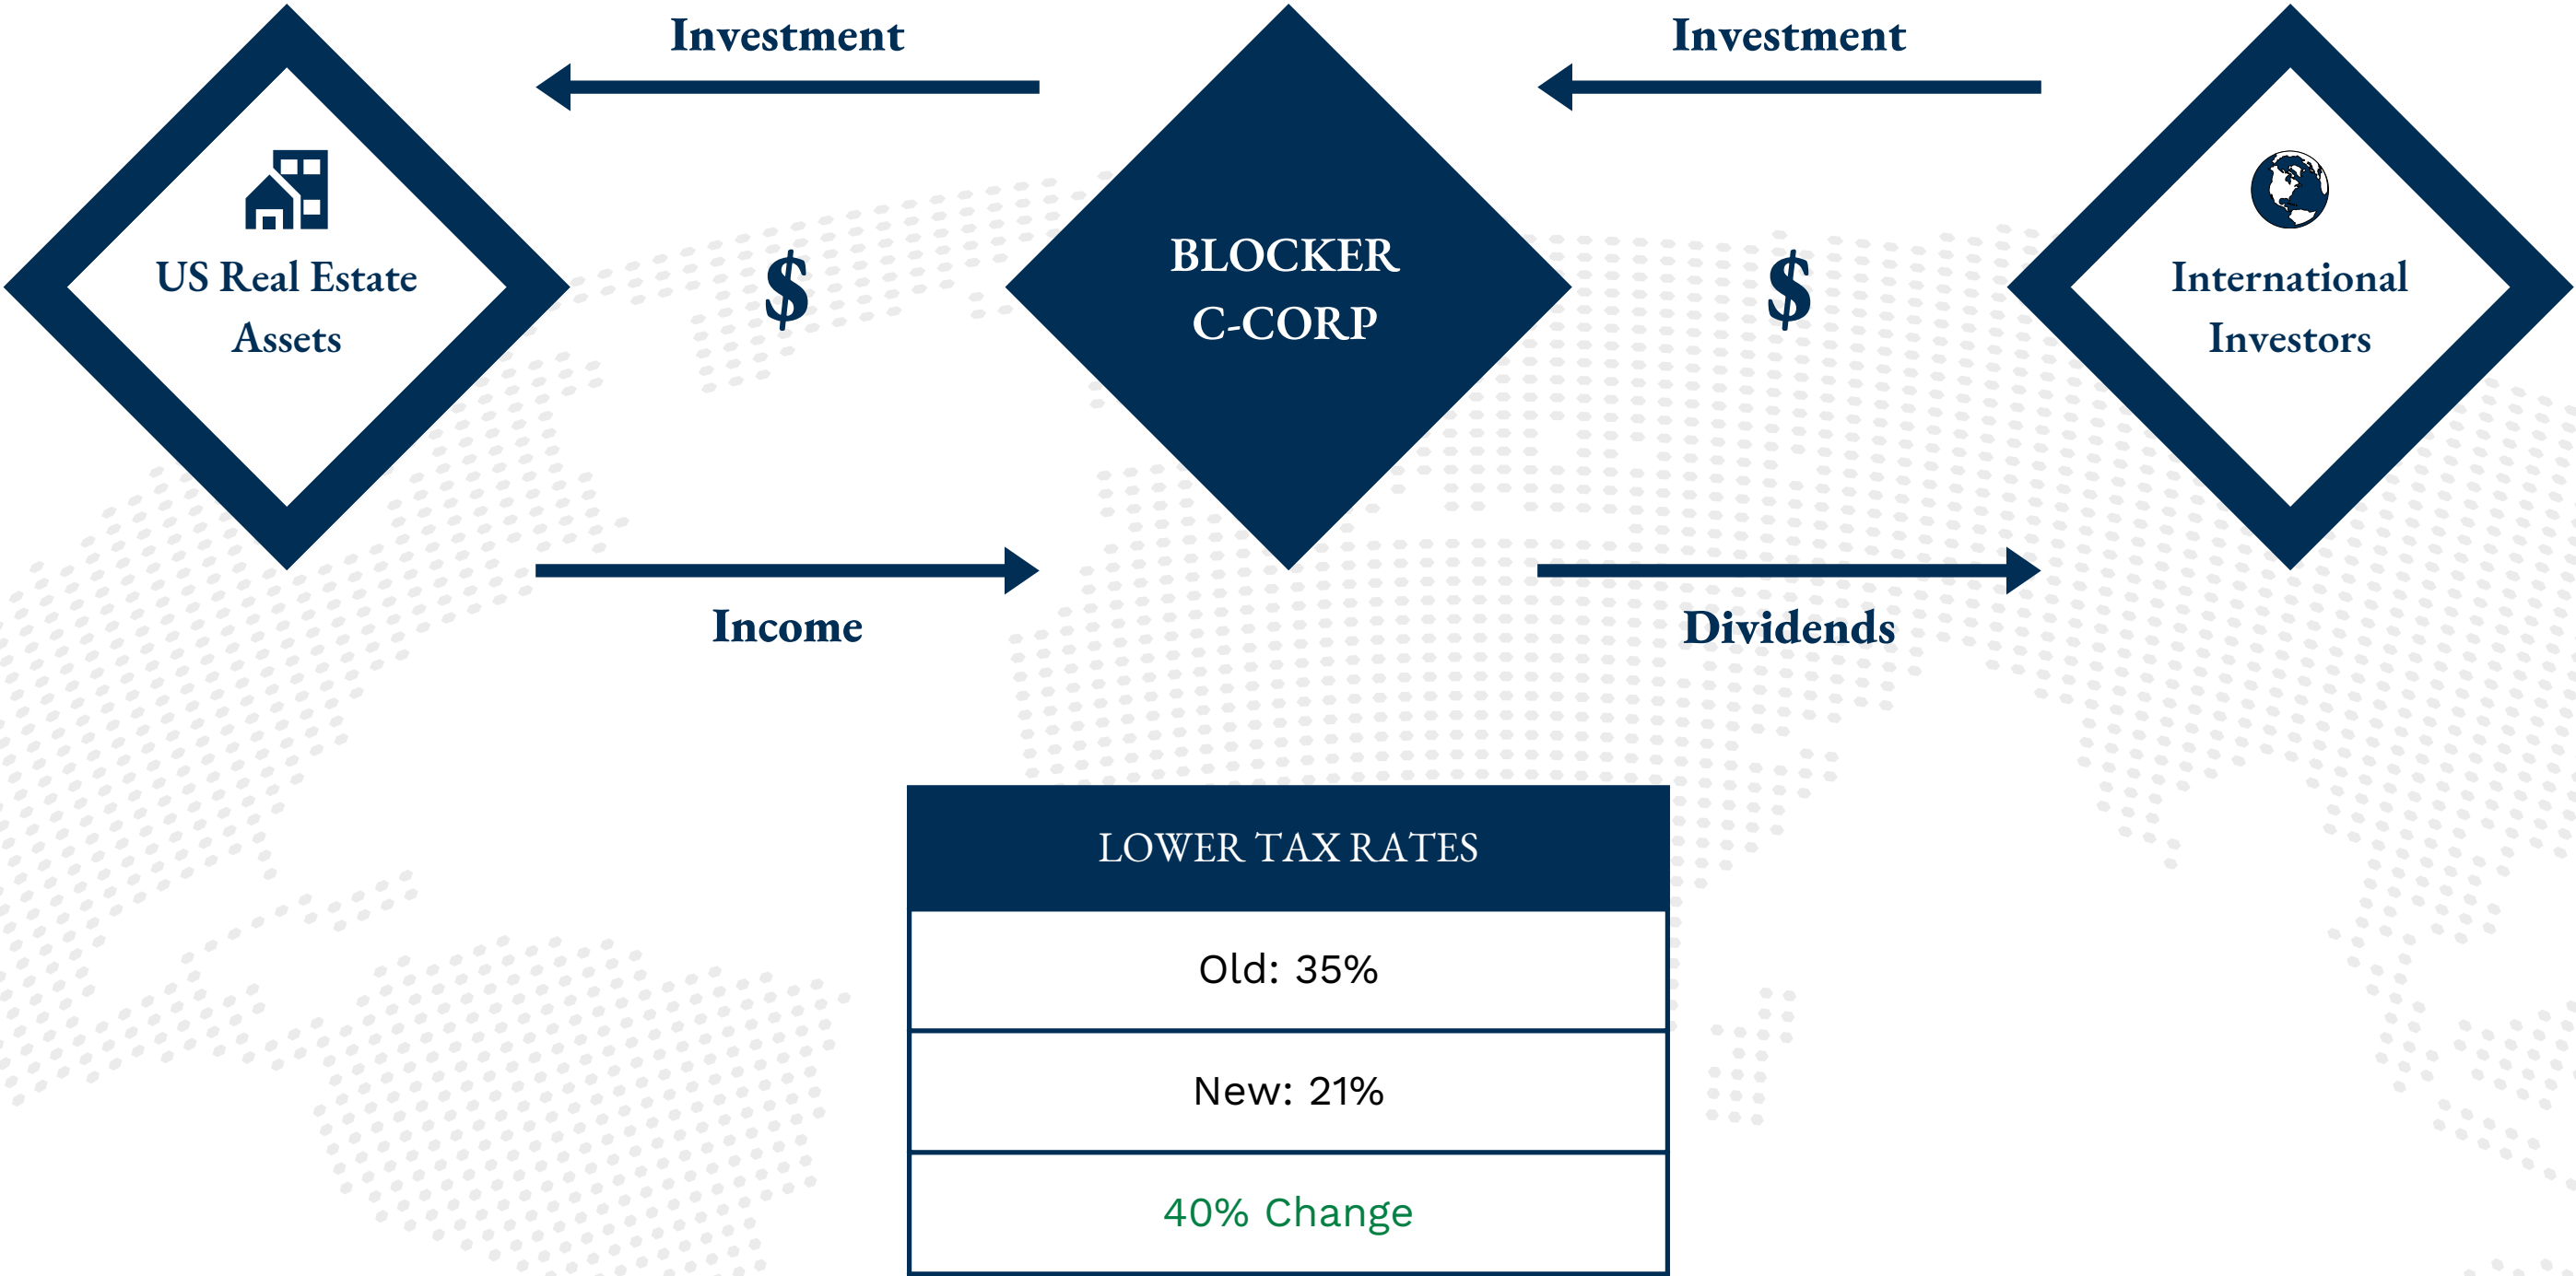 Investment
Investment
US Real Estate
Assets
$
BLOCKER
C-CORP
$
International
Investors
Income
Dividends
LOWER TAX RATES
Old: 35%
New: 21%
40% Change